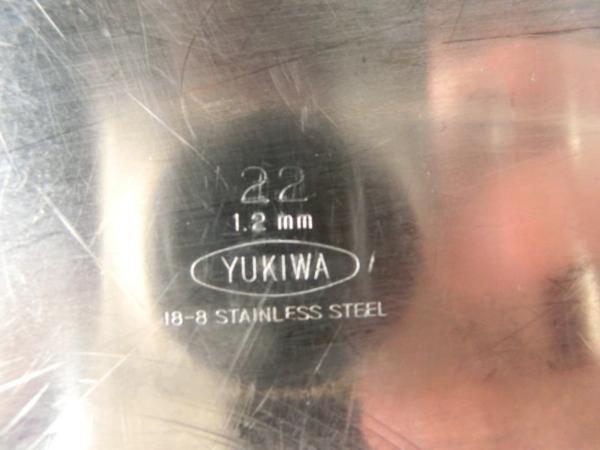 22
1.2 mm
YUKIWA
18-8 STAINLESS STEEL